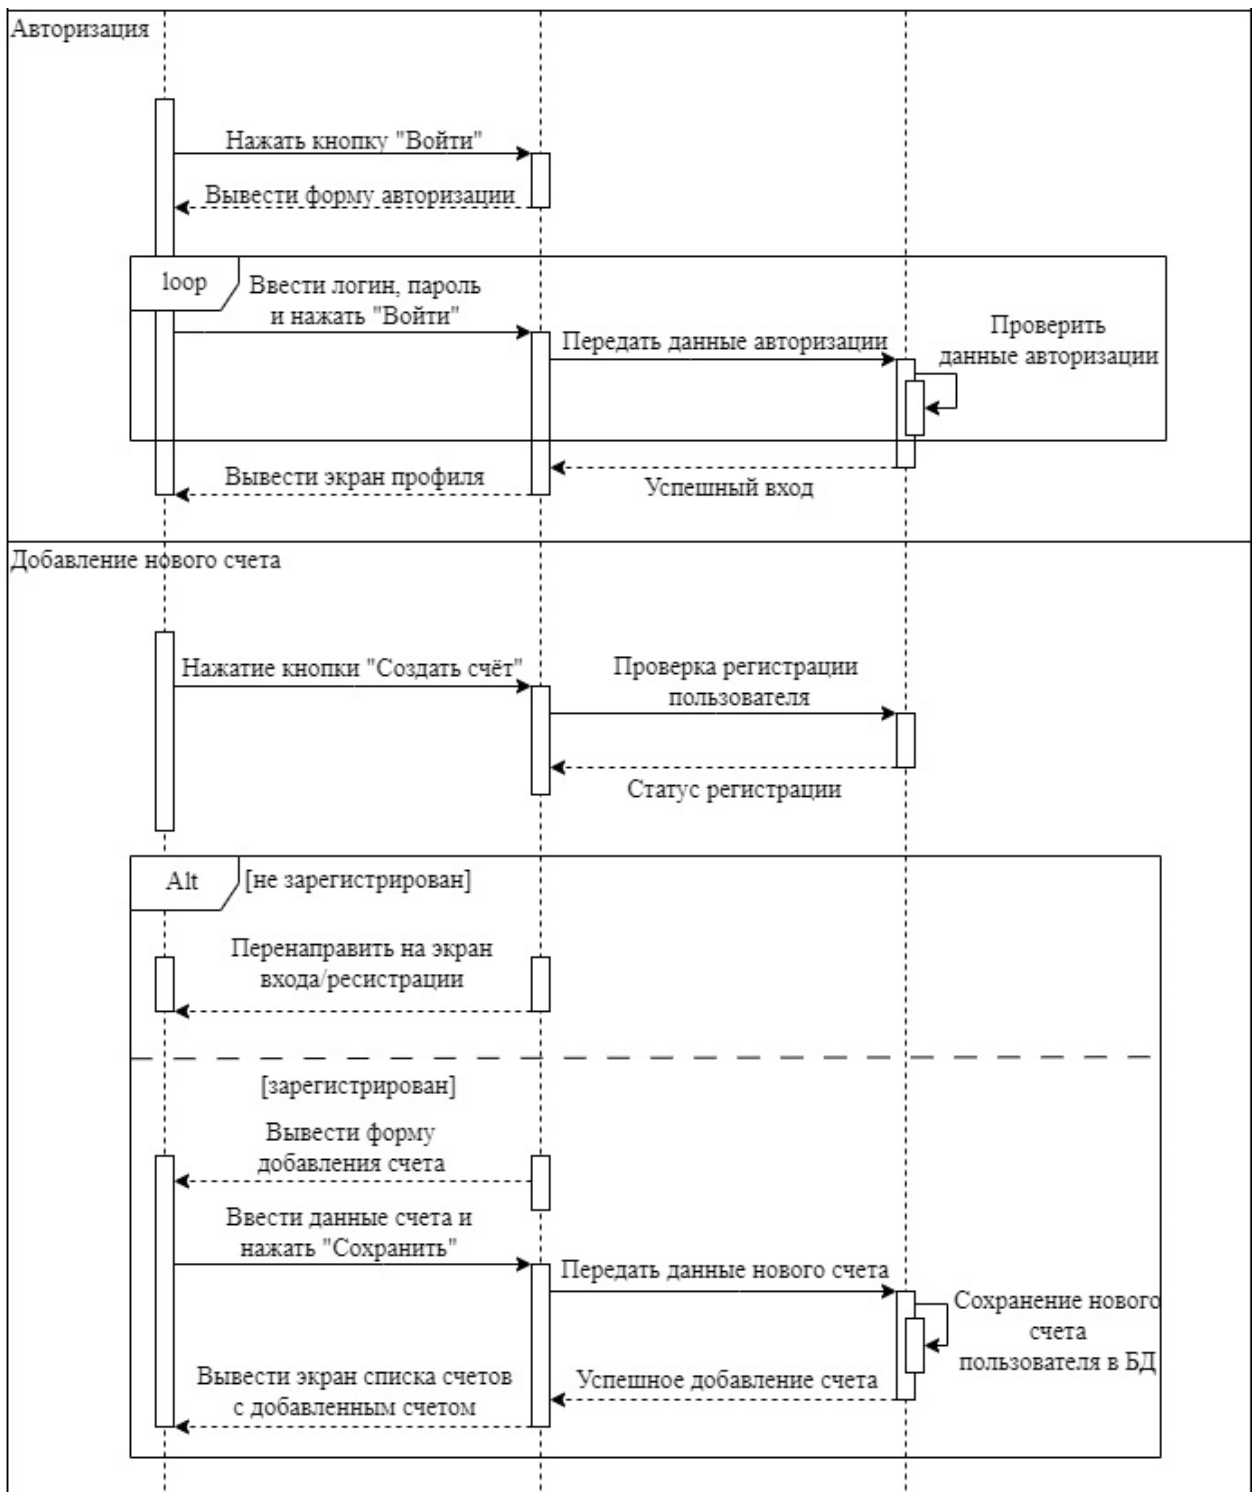 Авторизация
Нажать кнопку "Войти"
Вывести форму авторизации
loop
Ввести логин, пароль
и нажать "Войти"
Передать данные авторизации
Проверить
данные авторизации
Вывести экран профиля
Успешный вход
Добавление нового счета
Нажатие кнопки "Создать счёт"
Проверка регистрации
пользователя
Статус регистрации
Alt
[не зарегистрирован]
Перенаправить на экран
входа/ресистрации
[зарегистрирован]
Вывести форму
добавления счета
Ввести данные счета и
нажать "Сохранить"
Передать данные нового счета
Сохранение нового
счета
пользователя в БД
Вывести экран списка счетов
с добавленным счетом
Успешное добавление счета